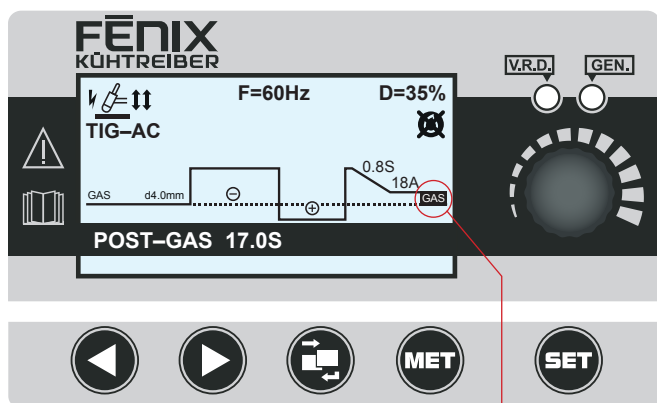 FĒNIX
KÜHTREIBER
V.R.D.
GEN.
F=60Hz
D=35%
TIG–AC
0.8S
18A
GAS
d4.0mm
GAS
POST–GAS 17.0S
MET
SET